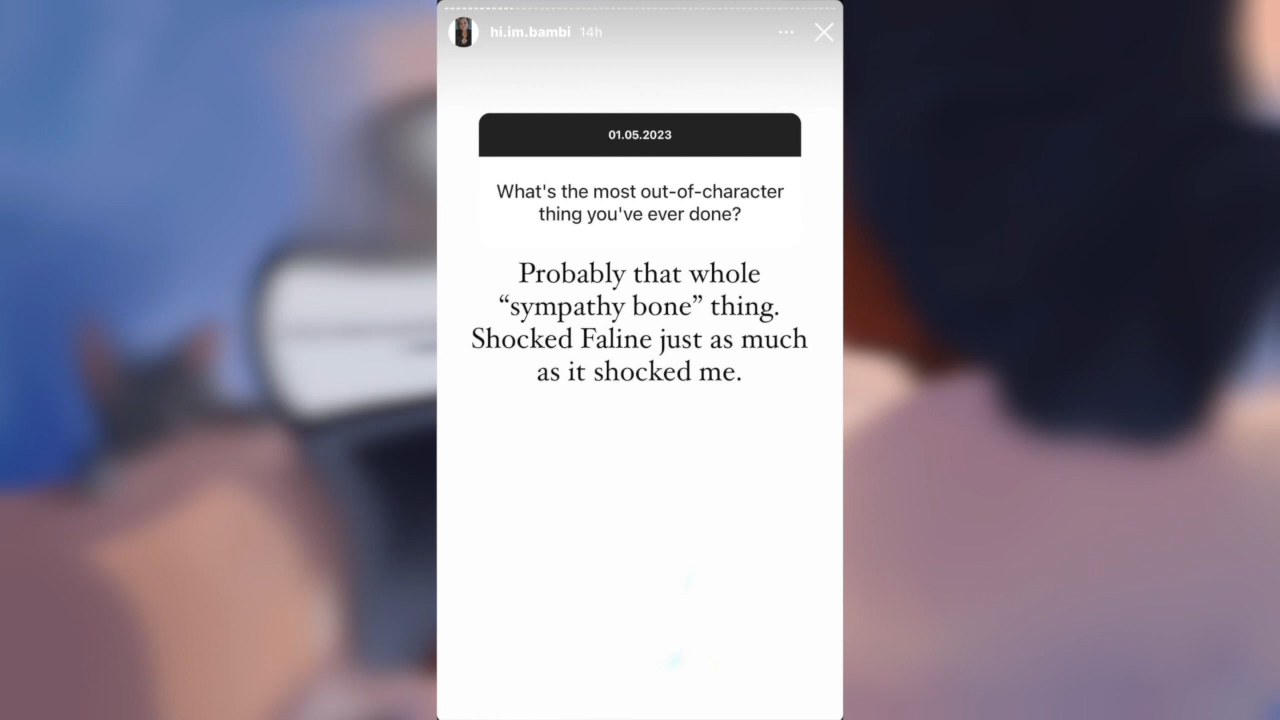 hi.im.bambi 14h
01.05.2023
What's the most out-of-character
thing you've ever done?
Probably that whole
“sympathy bone” thing.
Shocked Faline just as much
as it shocked me.